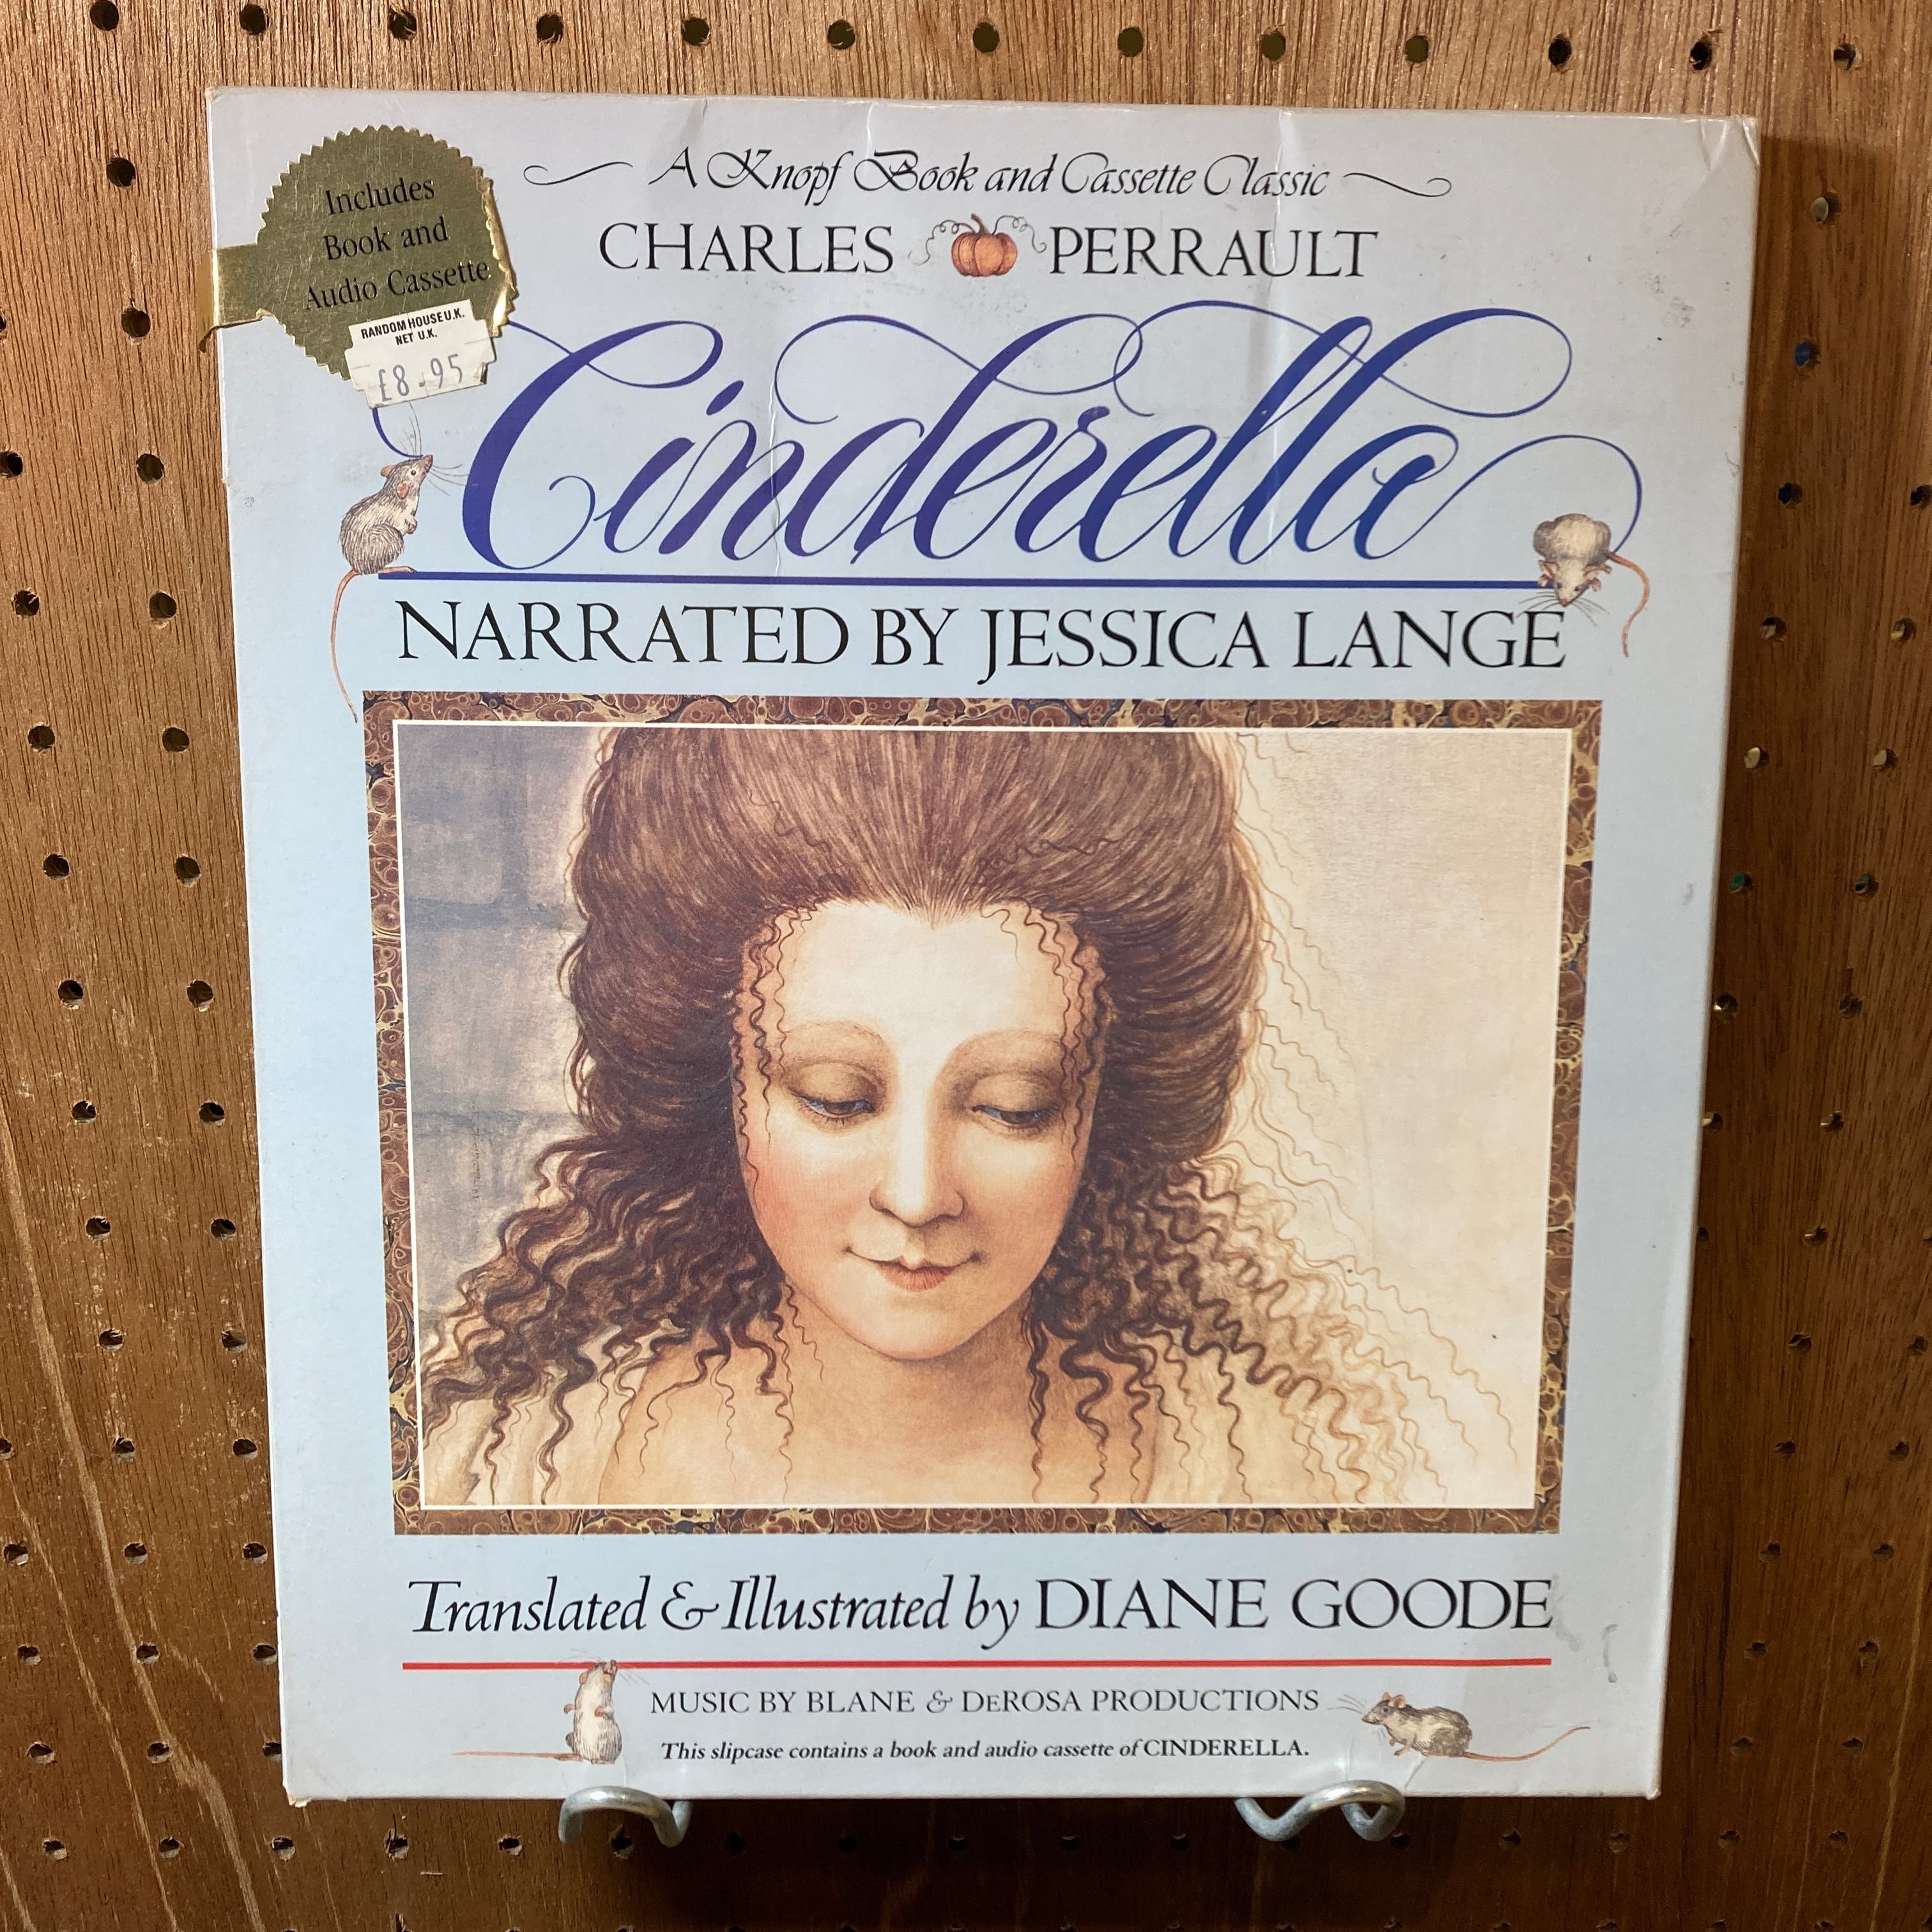 Includes
Book and
Audio Cassette
RANDOM HOUSE U.K.
NET U.K.
£8.95
A Knopf Book and Cassette Classic
CHARLES PERRAULT
Cinderella
NARRATED BY JESSICA LANGE
Translated & Illustrated by DIANE GOODE
MUSIC BY BLANE & DeROSA PRODUCTIONS
This slipcase contains a book and audio cassette of CINDERELLA.